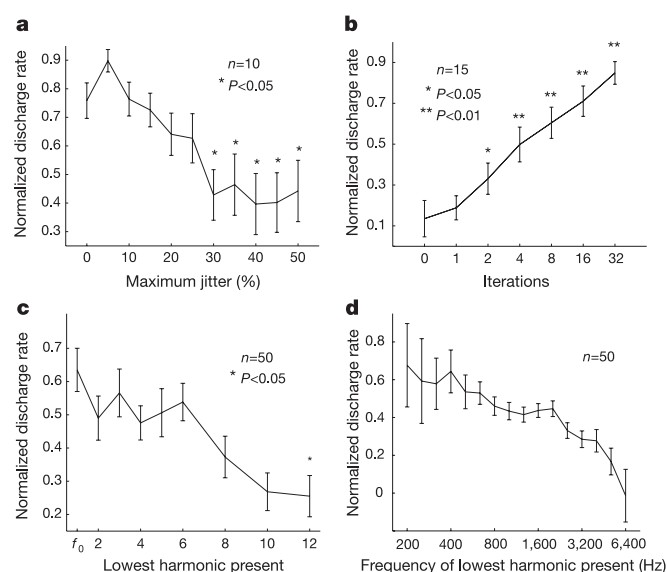 a
Normalized discharge rate
0.9
0.8
0.7
0.6
0.5
0.4
0.3
n=10
* P<0.05
* * * * *
0 10 20 30 40 50
Maximum jitter (%)
b
Normalized discharge rate
0.9
0.7
0.5
0.3
0.1
n=15
* P<0.05
** P<0.01
* ** ** ** **
0 1 2 4 8 16 32
Iterations
c
Normalized discharge rate
0.7
0.6
0.5
0.4
0.3
0.2
n=50
* P<0.05
*
f0 2 4 6 8 10 12
Lowest harmonic present
d
Normalized discharge rate
0.8
0.6
0.4
0.2
0
n=50
200 400 800 1,600 3,200 6,400
Frequency of lowest harmonic present (Hz)